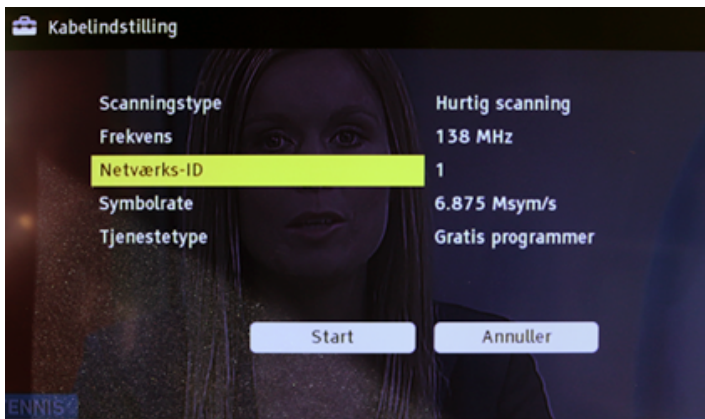 Kabelindstilling
Scanningstype Hurtig scanning
Frekvens 138 MHz
Netværks-ID 1
Symbolrate 6.875 Msym/s
Tjenestetype Gratis programmer
Start Annuller
ENNIS